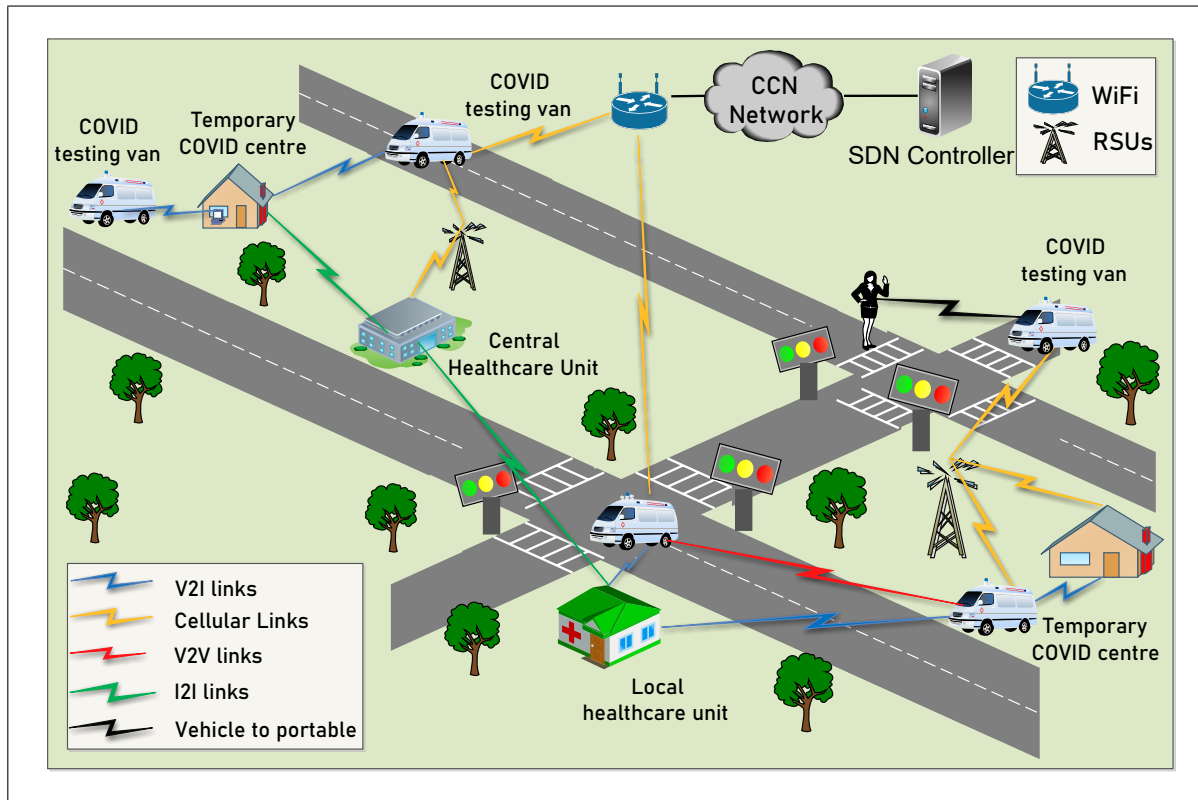 COVID
testing van
Temporary
COVID centre
COVID
testing van
CCN
Network
SDN Controller
WiFi
RSUs
COVID
testing van
Central
Healthcare Unit
V2I links
Cellular Links
V2V links
I2I links
Vehicle to portable
Local
healthcare unit
Temporary
COVID centre